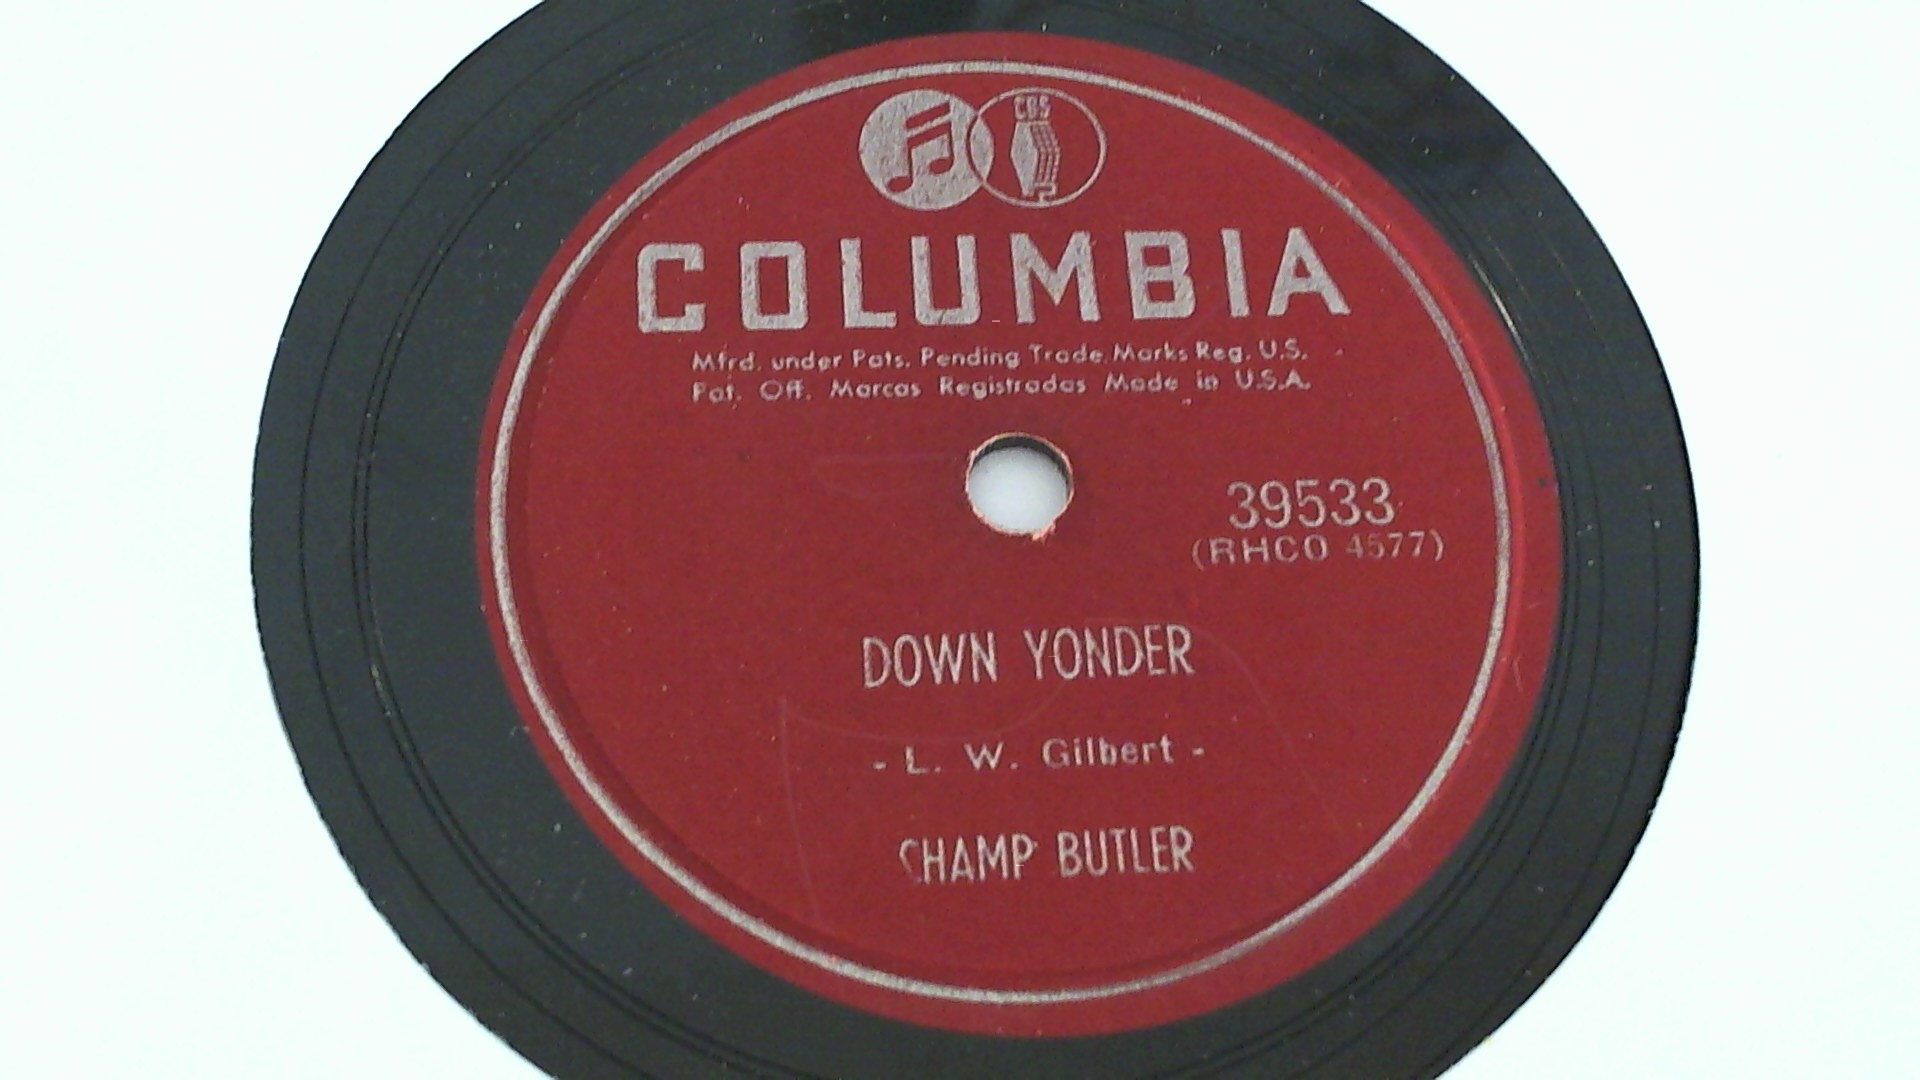 CBS
COLUMBIA
Mfrd. under Pats. Pending Trade Marks Reg. U.S.
Pat. Off. Marcas Registradas Made in U.S.A.
39533
(RHCO 4577)
DOWN YONDER
- L. W. Gilbert -
CHAMP BUTLER